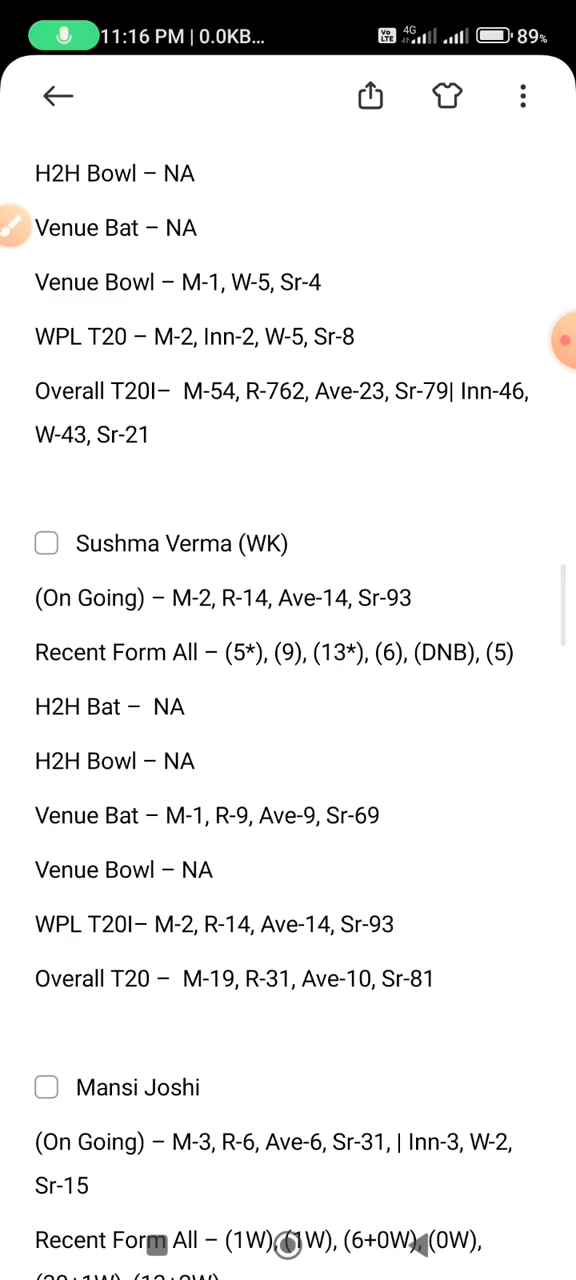 11:16 PM | 0.0KB...
Vo LTE 4G 89%
H2H Bowl – NA
Venue Bat – NA
Venue Bowl – M-1, W-5, Sr-4
WPL T20 – M-2, Inn-2, W-5, Sr-8
Overall T20I– M-54, R-762, Ave-23, Sr-79| Inn-46,
W-43, Sr-21
Sushma Verma (WK)
(On Going) – M-2, R-14, Ave-14, Sr-93
Recent Form All – (5*), (9), (13*), (6), (DNB), (5)
H2H Bat – NA
H2H Bowl – NA
Venue Bat – M-1, R-9, Ave-9, Sr-69
Venue Bowl – NA
WPL T20I– M-2, R-14, Ave-14, Sr-93
Overall T20 – M-19, R-31, Ave-10, Sr-81
Mansi Joshi
(On Going) – M-3, R-6, Ave-6, Sr-31, | Inn-3, W-2,
Sr-15
Recent Form All – (1W), (1W), (6+0W), (0W),